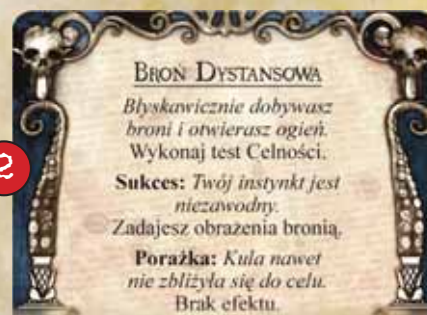 Broń Dystansowa
Błyskawicznie dobywasz
broni i otwierasz ogień.
Wykonaj test Celności.
Sukces: Twój instynkt jest
niezawodny.
Zadajesz obrażenia bronią.
Porażka: Kula nawet
nie zbliżyła się do celu.
Brak efektu.